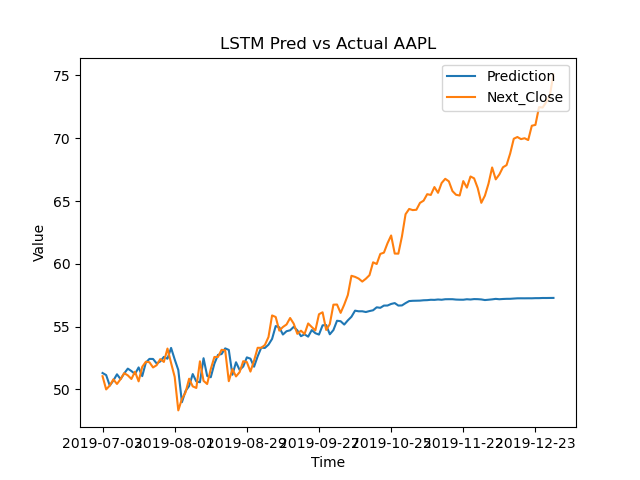 LSTM Pred vs Actual AAPL
Prediction
Next_Close
75
70
65
60
55
50
Value
2019-07-03 2019-08-01 2019-08-29 2019-09-27 2019-10-25 2019-11-22 2019-12-23
Time